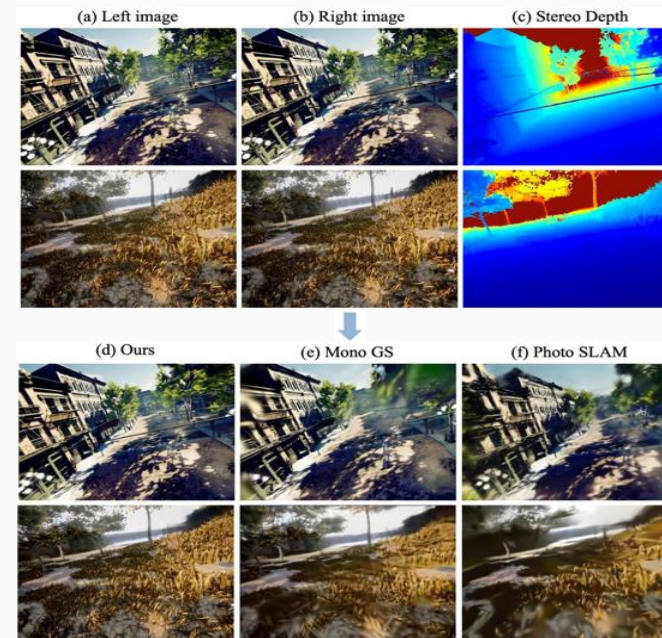 (a) Left image
(b) Right image
(c) Stereo Depth
(d) Ours
(e) Mono GS
(f) Photo SLAM